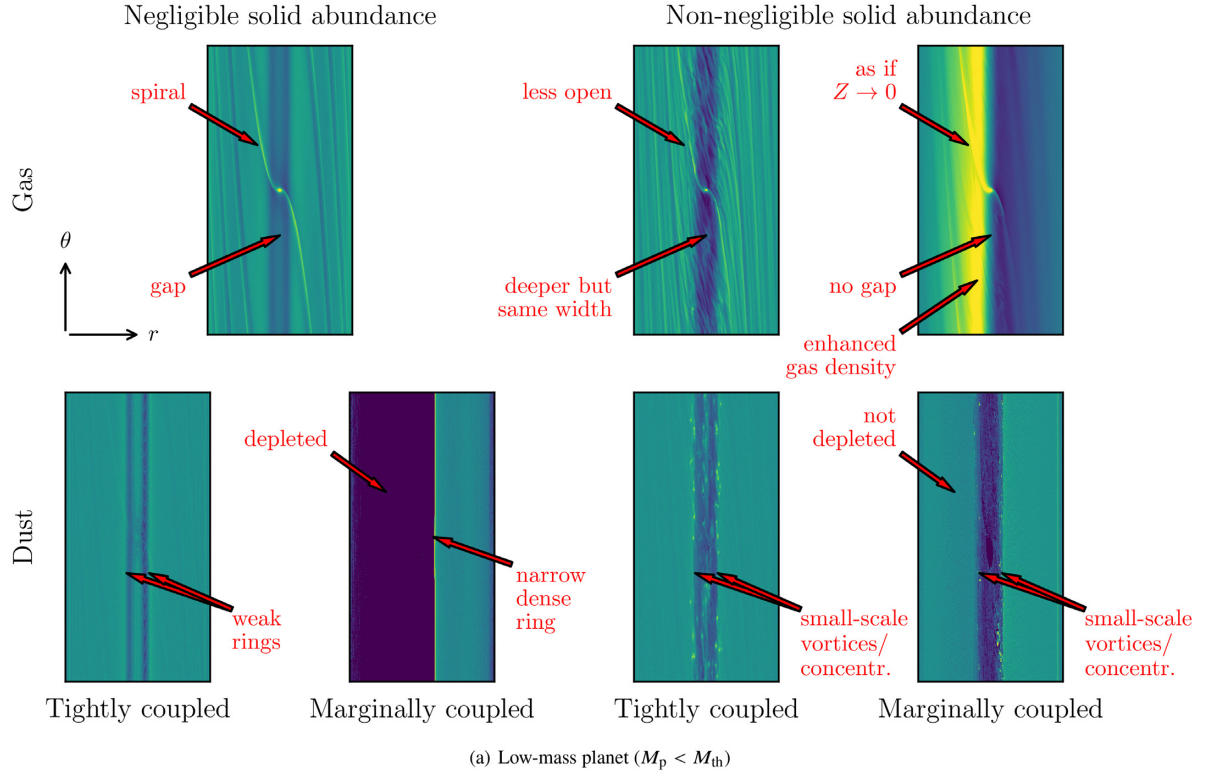 Negligible solid abundance
Non-negligible solid abundance
Gas
spiral
gap
θ
r
less open
deeper but
same width
as if
Z → 0
no gap
enhanced
gas density
Dust
weak
rings
depleted
narrow
dense
ring
small-scale
vortices/
concentr.
not
depleted
small-scale
vortices/
concentr.
Tightly coupled
Marginally coupled
Tightly coupled
Marginally coupled
(a) Low-mass planet (Mp < Mth)